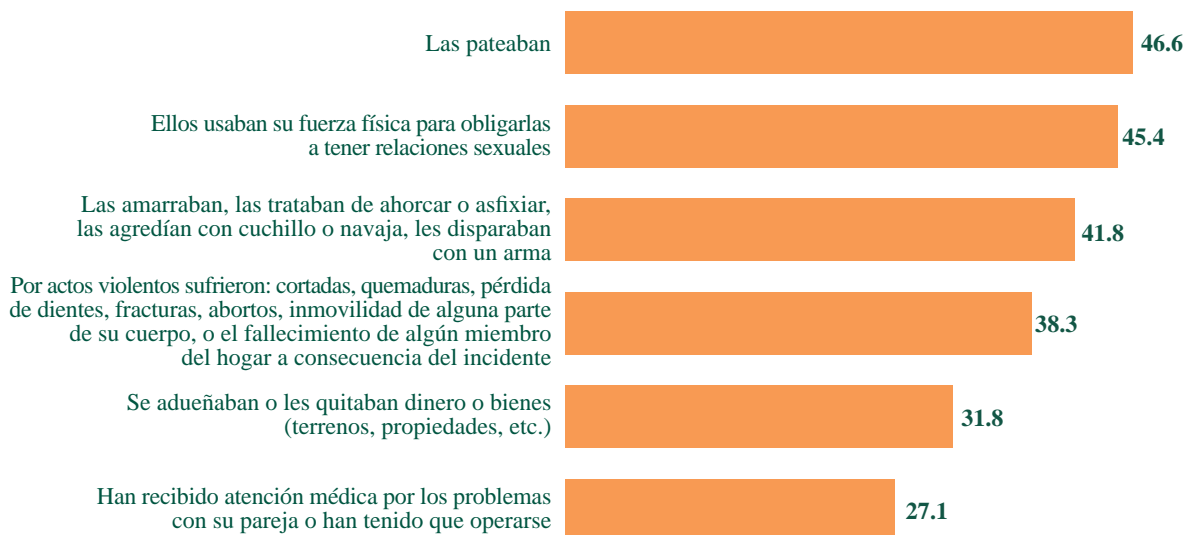 Las pateaban
46.6
Ellos usaban su fuerza física para obligarlas
a tener relaciones sexuales
45.4
Las amarraban, las trataban de ahorcar o asfixiar,
las agredían con cuchillo o navaja, les disparaban
con un arma
41.8
Por actos violentos sufrieron: cortadas, quemaduras, pérdida
de dientes, fracturas, abortos, inmovilidad de alguna parte
de su cuerpo, o el fallecimiento de algún miembro
del hogar a consecuencia del incidente
38.3
Se adueñaban o les quitaban dinero o bienes
(terrenos, propiedades, etc.)
31.8
Han recibido atención médica por los problemas
con su pareja o han tenido que operarse
27.1